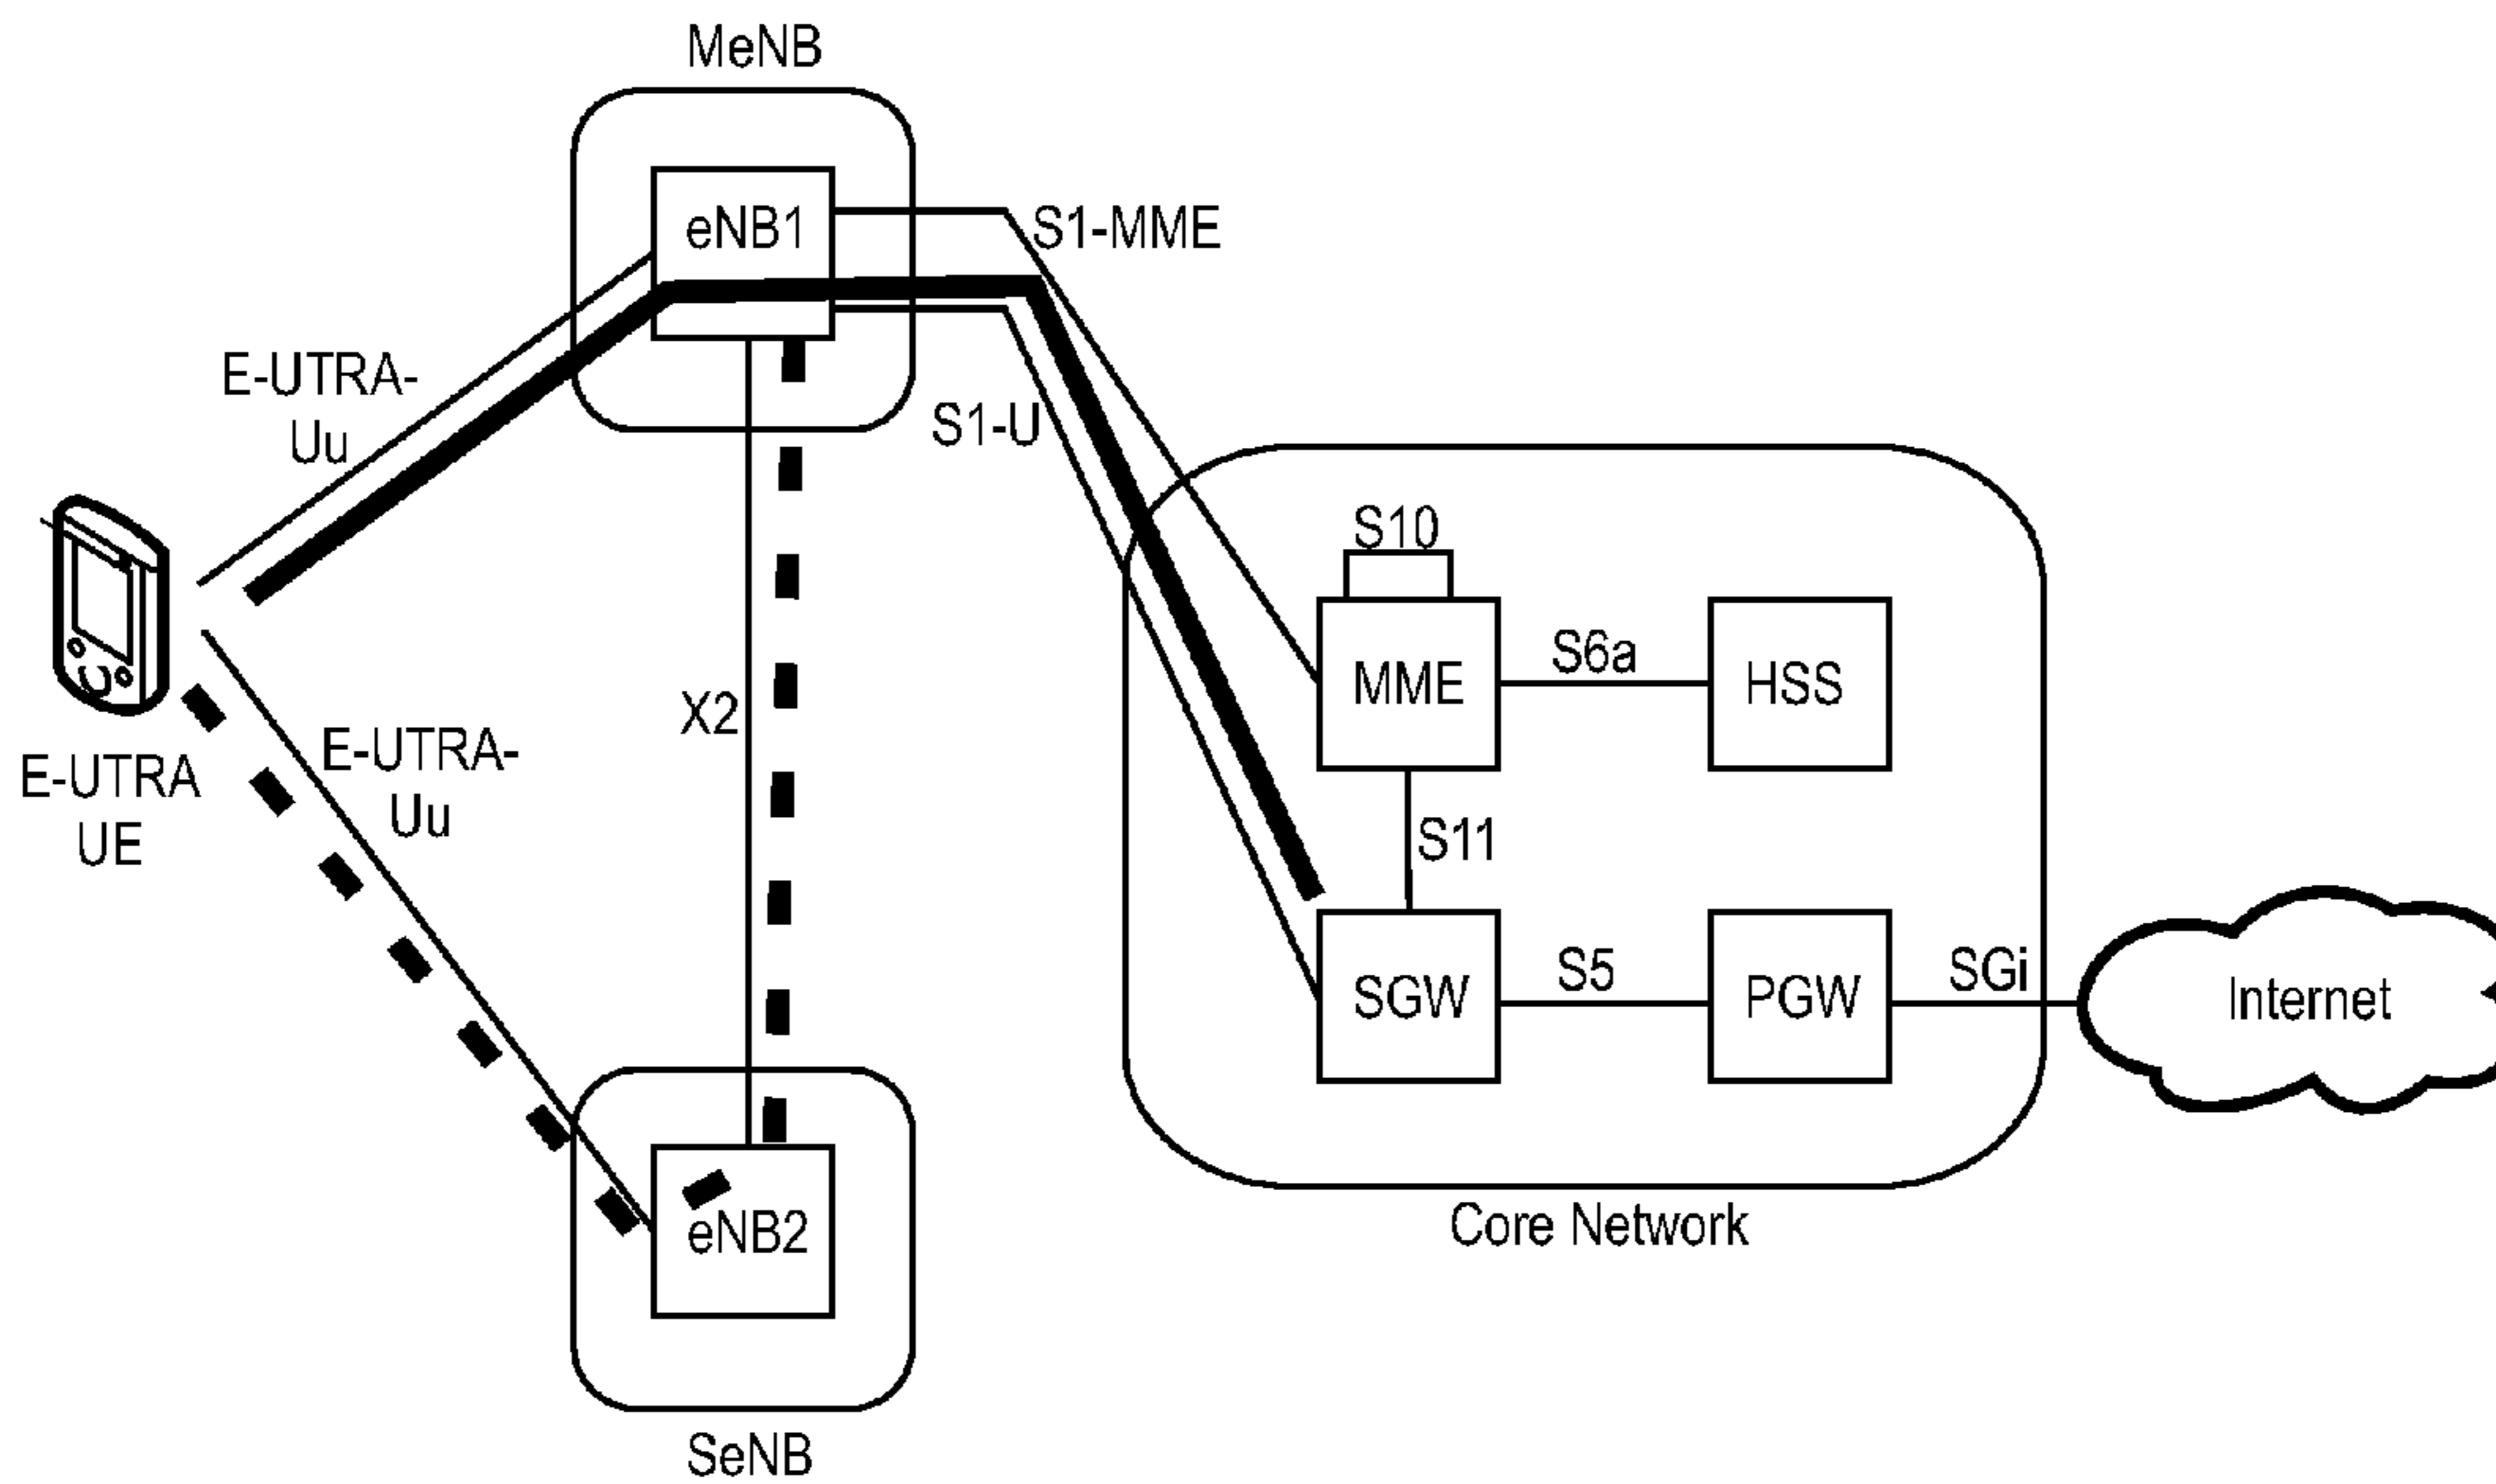 MeNB
eNB1
S1-MME
E-UTRA-
Uu
S1-U
S10
MME
S6a
HSS
X2
E-UTRA-
Uu
E-UTRA
UE
S11
SGW
S5
PGW
SGi
Internet
eNB2
Core Network
SeNB